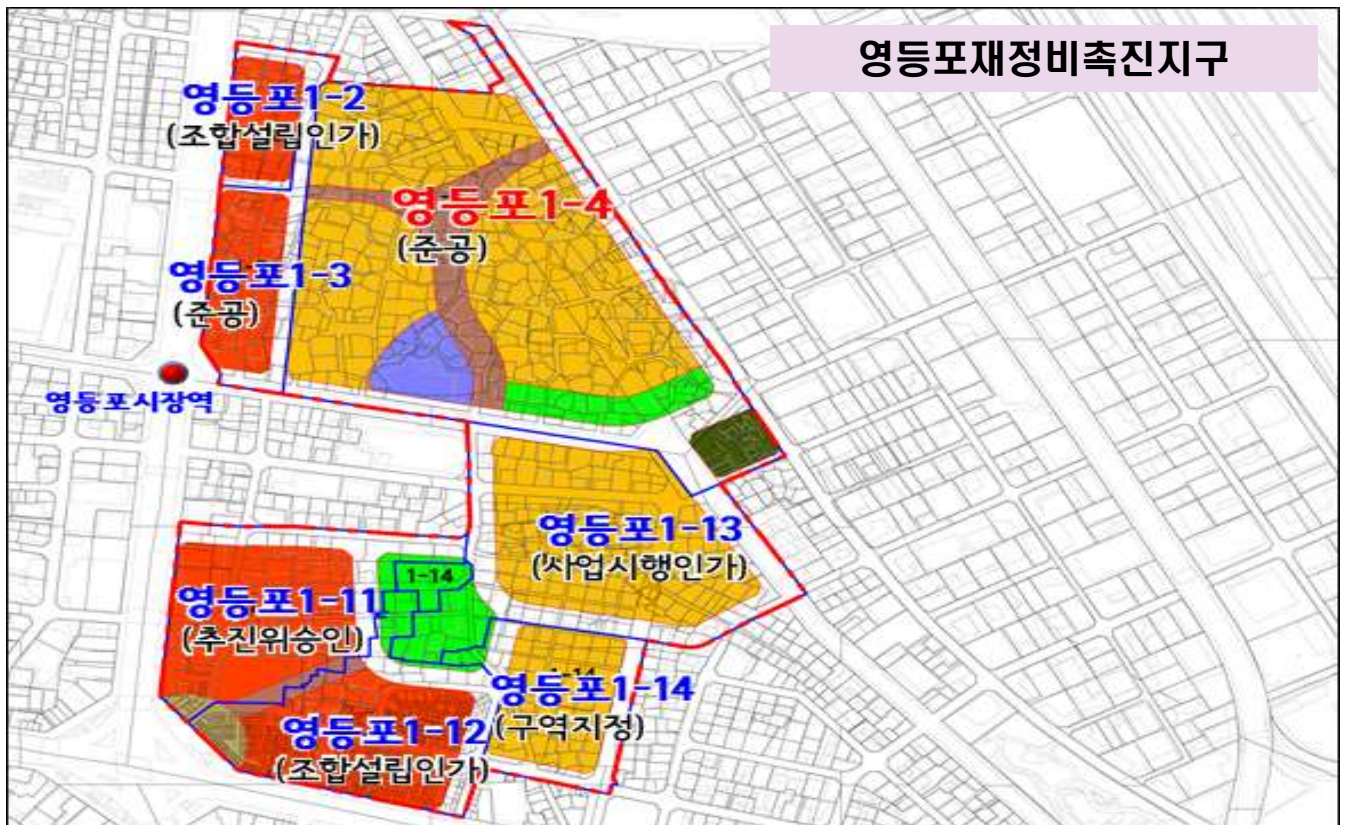 영등포재정비촉진지구
영등포1-2
(조합설립인가)
영등포1-4
(준공)
영등포1-3
(준공)
영등포시장역
영등포1-13
(사업시행인가)
1-14
영등포1-11
(추진위승인)
1-14
영등포1-14
(구역지정)
영등포1-12
(조합설립인가)